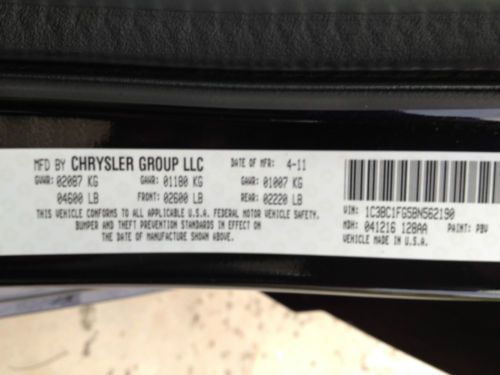 MFD BY CHRYSLER GROUP LLC DATE OF MFR: 4-11
GVWR: 02087 KG GAWR: 01180 KG GAWR: 01007 KG
04600 LB FRONT: 02600 LB REAR: 02220 LB
THIS VEHICLE CONFORMS TO ALL APPLICABLE U.S.A. FEDERAL MOTOR VEHICLE SAFETY,
BUMPER AND THEFT PREVENTION STANDARDS IN EFFECT ON
THE DATE OF MANUFACTURE SHOWN ABOVE.
VIN: 1C3BC1FG5BN562190
MDH: 041216 128AA PAINT: PBV
VEHICLE MADE IN U.S.A.